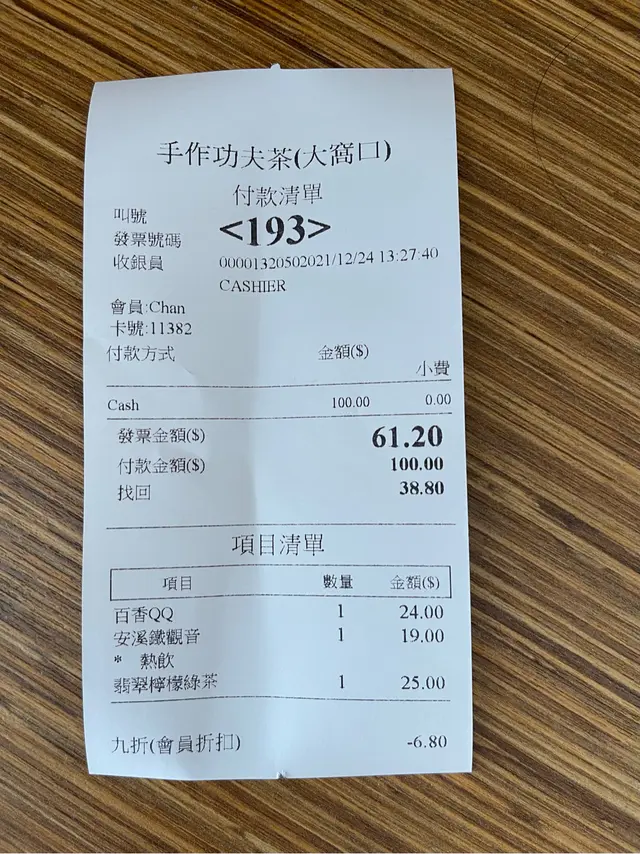 手作功夫茶(大窩口)
付款清單
叫號
<193>
發票號碼
收銀員
00001320502021/12/24 13:27:40
CASHIER
會員:Chan
卡號:11382
付款方式 金額($)
小費
Cash 100.00 0.00
發票金額($) 61.20
付款金額($) 100.00
找回 38.80
項目清單
項目 數量 金額($)
百香QQ 1 24.00
安溪鐵觀音 1 19.00
* 熱飲
翡翠檸檬綠茶 1 25.00
九折(會員折扣) -6.80